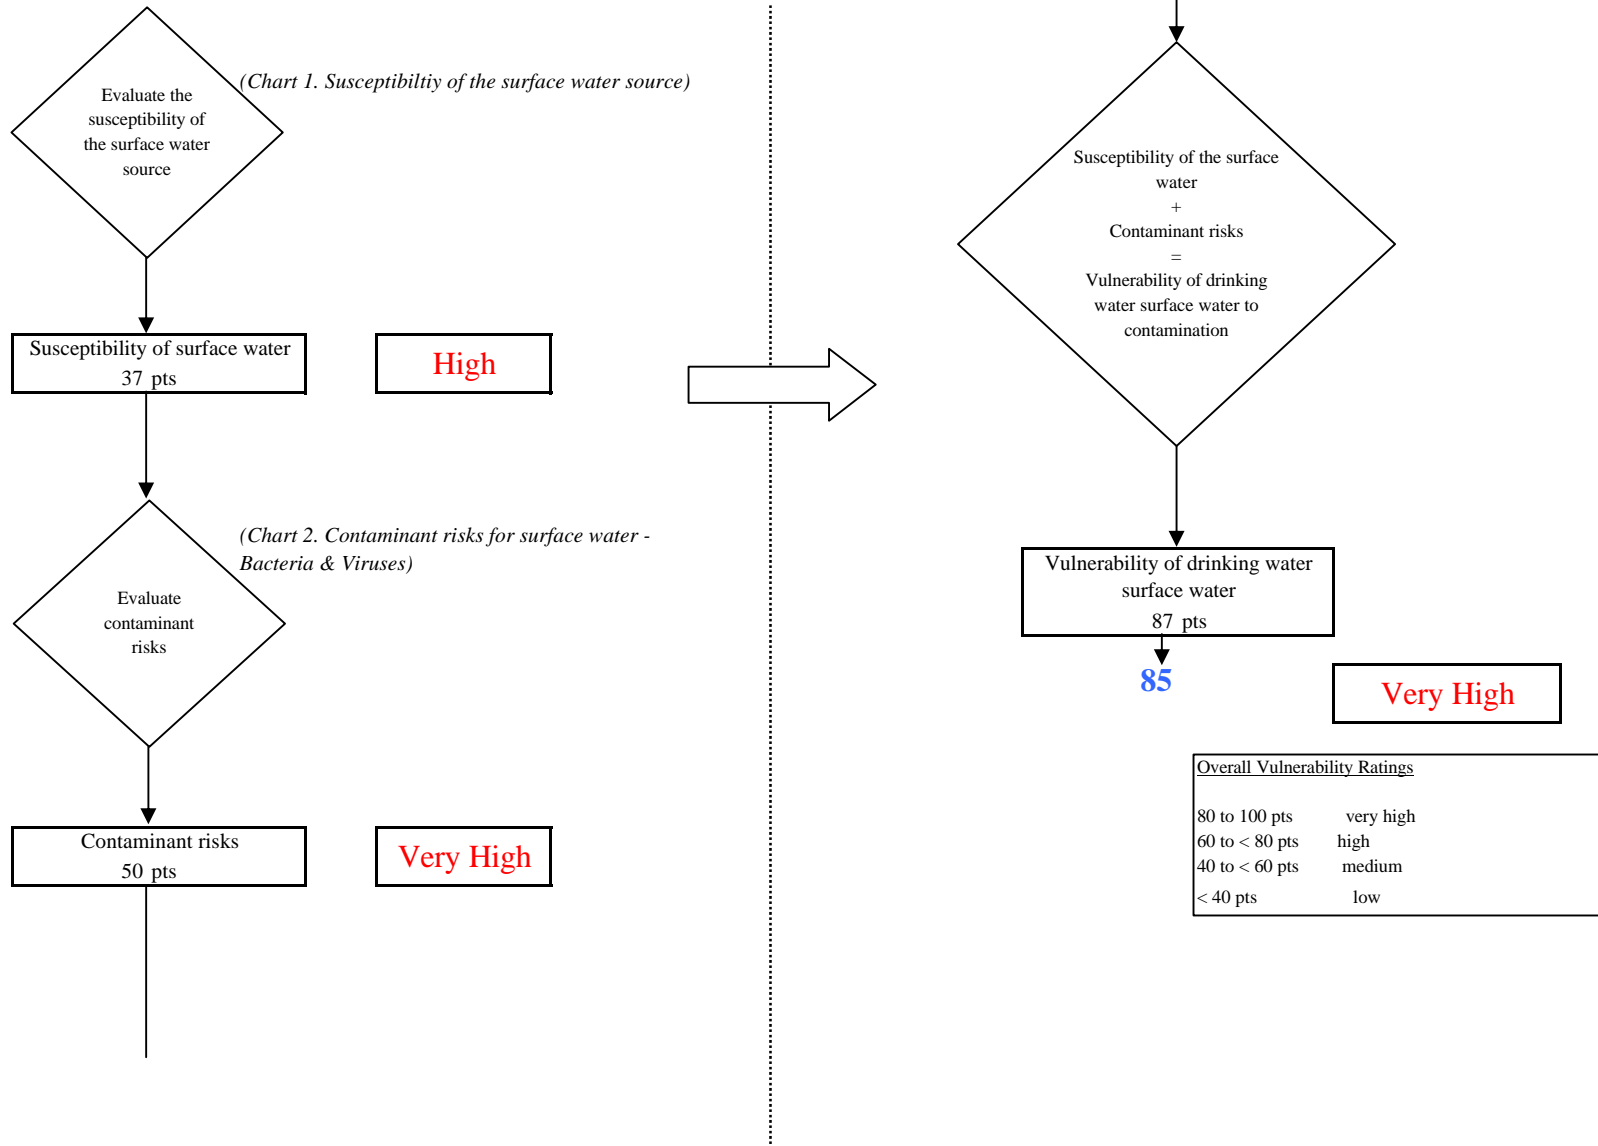 Evaluate the
susceptibility of
the surface water
source
(Chart 1. Susceptibiltiy of the surface water source)
Susceptibility of surface water
37 pts
High
(Chart 2. Contaminant risks for surface water -
Bacteria & Viruses)
Evaluate
contaminant
risks
Contaminant risks
50 pts
Very High
Susceptibility of the surface
water
+
Contaminant risks
=
Vulnerability of drinking
water surface water to
contamination
Vulnerability of drinking water
surface water
87 pts
85
Very High
Overall Vulnerability Ratings
80 to 100 pts very high
60 to < 80 pts high
40 to < 60 pts medium
< 40 pts low